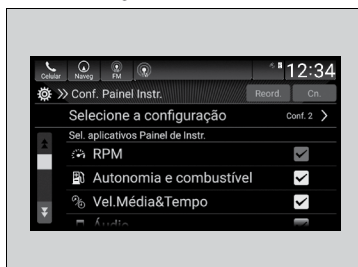 Celular Naveg FM 12:34
Conf. Painel Instr. Reord. Cn.
Selecione a configuração Conf. 2
Sel. aplicativos Painel de Instr.
RPM
Autonomia e combustível
Vel.Média&Tempo
Áudio